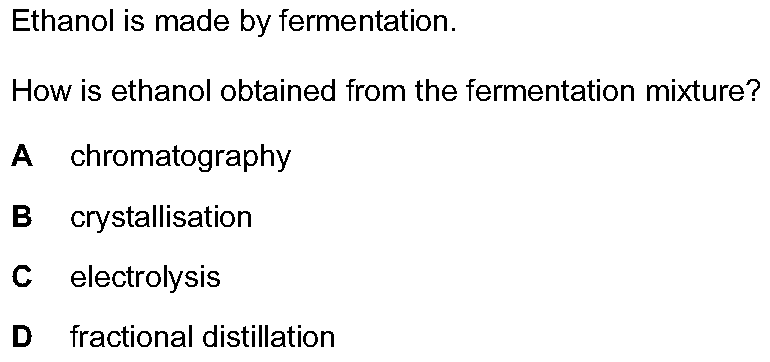 Ethanol is made by fermentation.
How is ethanol obtained from the fermentation mixture?
A chromatography
B crystallisation
C electrolysis
D fractional distillation